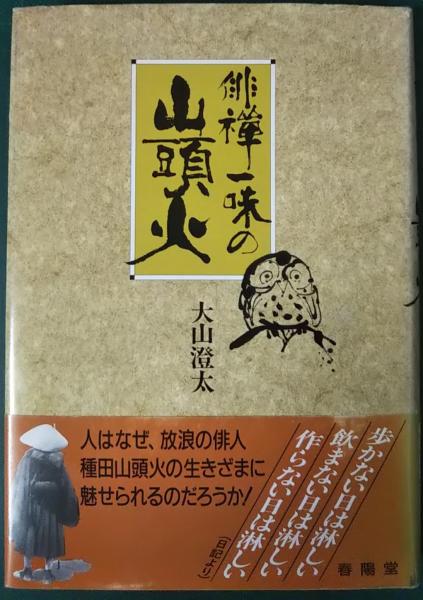 俳禅一味の
山頭火
大山澄太
人はなぜ、放浪の俳人
種田山頭火の生きざまに
魅せられるのだろうか!
歩かない日は淋しい
飲まない日は淋しい
作らない日は淋しい
(日記より)
春陽堂